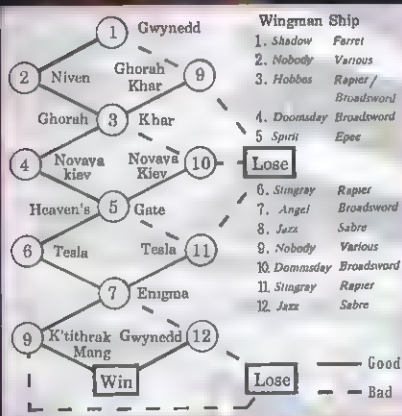 1 Gwynedd
2 Niven
Ghorah
Khar
9
Ghorah 3 Khar
4 Novaya
kiev
Novaya
Kiev
10
Heaven's 5 Gate
6 Tesla
Tesla 11
7 Enigma
9 K'tithrak
Mang
Gwynedd 12
Win
Lose
Lose
Good
Bad
Wingman Ship
1. Shadow Farret
2. Nobody Various
3. Hobbes Rapier /
Broadsword
4. Doomsday Broadsword
5 Spirit Epee
6. Stingray Rapier
7. Angel Broadsword
8. Jazz Sabre
9. Nobody Various
10. Dommsday Broadsword
11. Stingray Rapier
12. Jazz Sabre